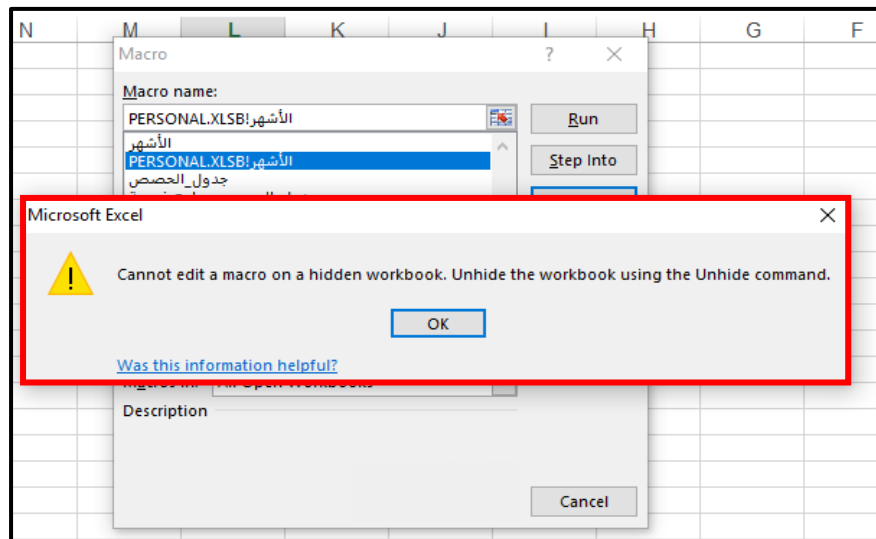 N M L K J I H G F
Macro ? ×
Macro name:
PERSONAL.XLSB!الأشهر
Run
الأشهر
PERSONAL.XLSB!الأشهر
جدول_الحصص
Step Into
Microsoft Excel ×
Cannot edit a macro on a hidden workbook. Unhide the workbook using the Unhide command.
OK
Was this information helpful?
Macros in: All Open Workbooks
Description
Cancel